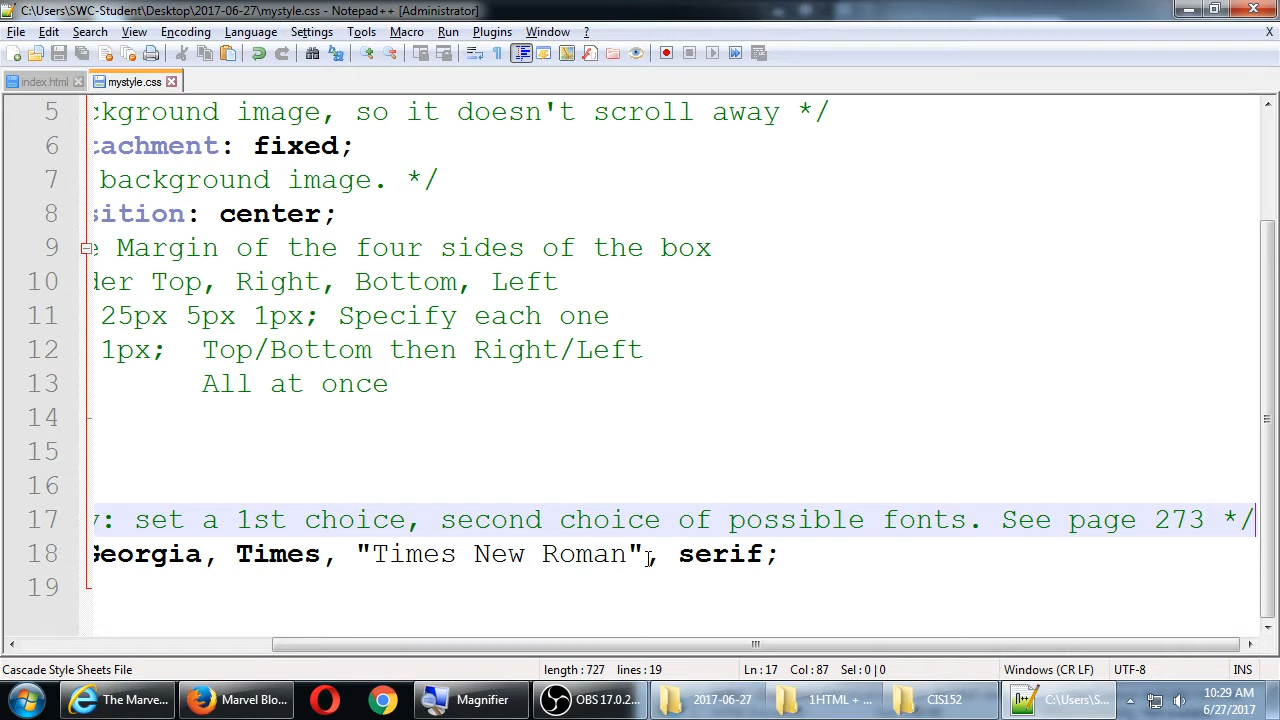 C:\Users\SWC-Student\Desktop\2017-06-27\mystyle.css - Notepad++ [Administrator]
File Edit Search View Encoding Language Settings Tools Macro Run Plugins Window ? X
index.html mystyle.css
5 ckground image, so it doesn't scroll away */
6 tachment: fixed;
7 background image. */
8 sition: center;
9 e Margin of the four sides of the box
10 der Top, Right, Bottom, Left
11 25px 5px 1px; Specify each one
12 1px; Top/Bottom then Right/Left
13 All at once
14
15
16
17 y: set a 1st choice, second choice of possible fonts. See page 273 */
18 Georgia, Times, "Times New Roman", serif;
19
Cascade Style Sheets File length : 727 lines : 19 Ln : 17 Col : 87 Sel : 0 | 0 Windows (CR LF) UTF-8 INS
The Marve... Marvel Blo... Magnifier OBS 17.0.2... 2017-06-27 1HTML + ... CIS152 C:\Users\S... 10:29 AM
6/27/2017